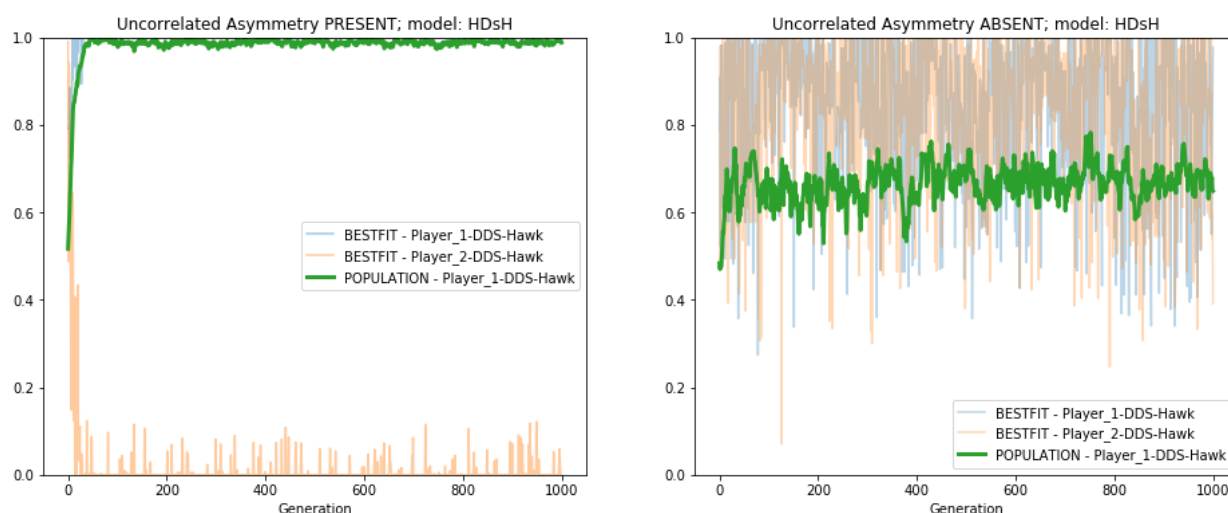 Uncorrelated Asymmetry PRESENT; model: HDsH
1.0
0.8
0.6
0.4
0.2
0.0
BESTFIT - Player_1-DDS-Hawk
BESTFIT - Player_2-DDS-Hawk
POPULATION - Player_1-DDS-Hawk
0 200 400 600 800 1000
Generation
Uncorrelated Asymmetry ABSENT; model: HDsH
1.0
0.8
0.6
0.4
0.2
0.0
BESTFIT - Player_1-DDS-Hawk
BESTFIT - Player_2-DDS-Hawk
POPULATION - Player_1-DDS-Hawk
0 200 400 600 800 1000
Generation